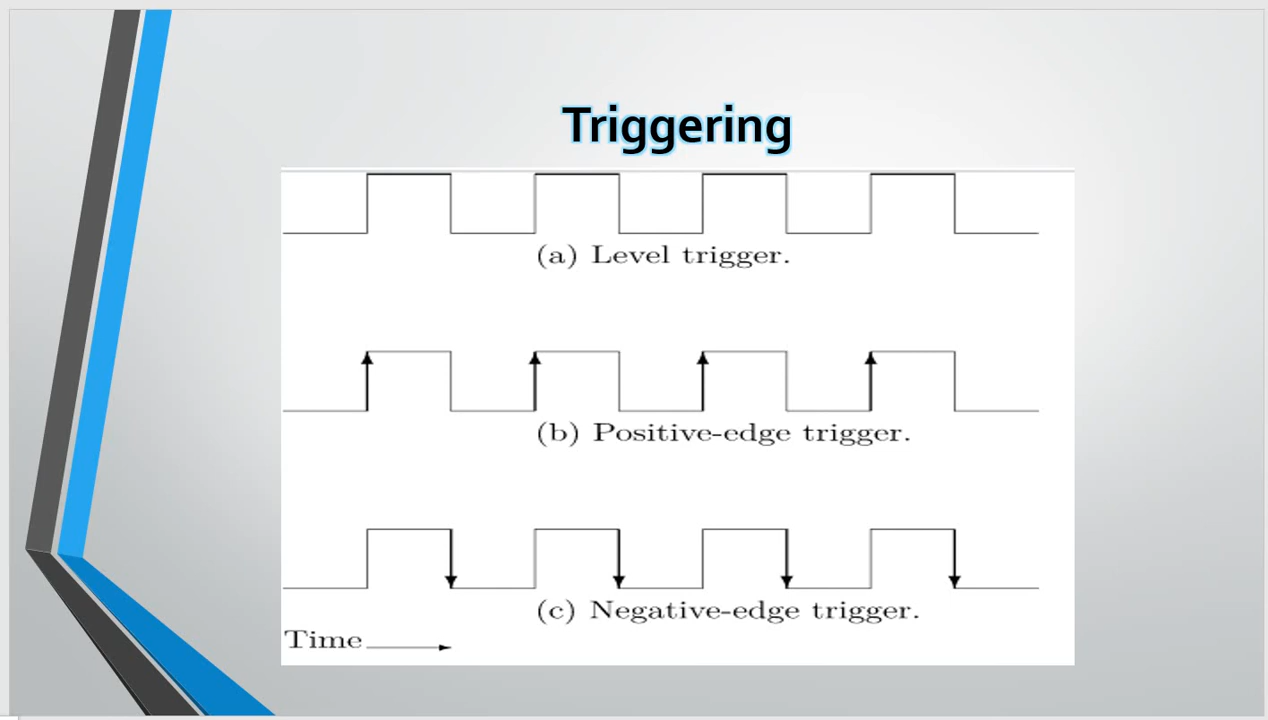 Triggering
(a) Level trigger.
(b) Positive-edge trigger.
(c) Negative-edge trigger.
Time